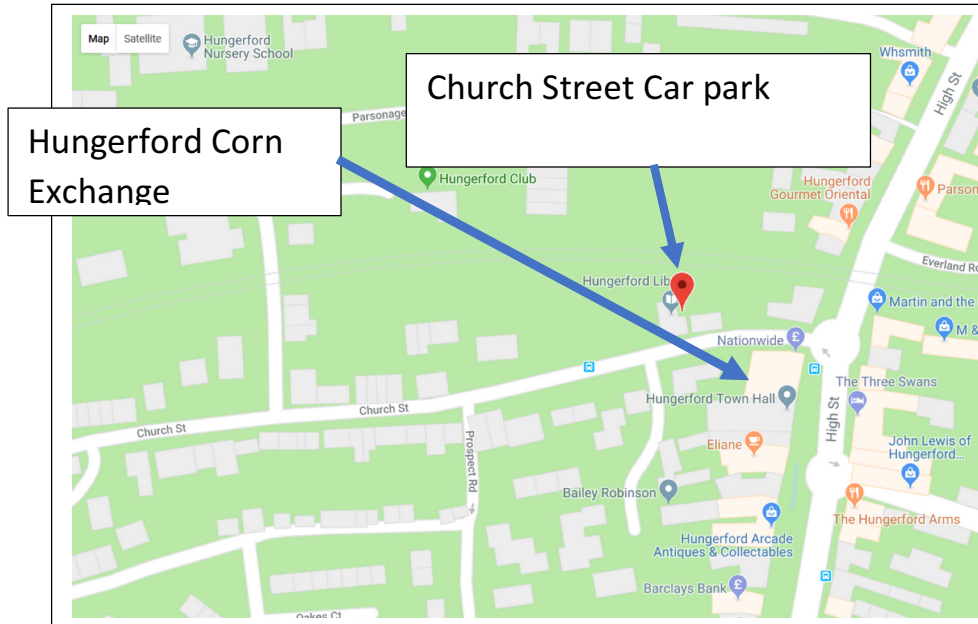 Map Satellite
Hungerford
Nursery School
Whsmith
High St
Church Street Car park
Hungerford Corn
Exchange
Parsonage
Hungerford Club
Hungerford
Gourmet Oriental
Parson
Everland Ro
Hungerford Lib
Martin and the
M &
Nationwide
Hungerford Town Hall
The Three Swans
High St
Church St
Church St
Prospect Rd
Eliane
John Lewis of
Hungerford...
Bailey Robinson
The Hungerford Arms
Hungerford Arcade
Antiques & Collectables
Barclays Bank
Oakes Ct